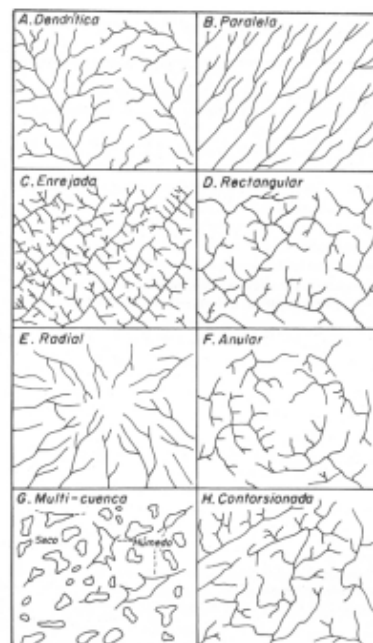 A. Dendrítica
B. Paralela
C. Enrejada
D. Rectangular
E. Radial
F. Anular
G. Multi-cuenca
Seco
Húmedo
H. Contorsionada